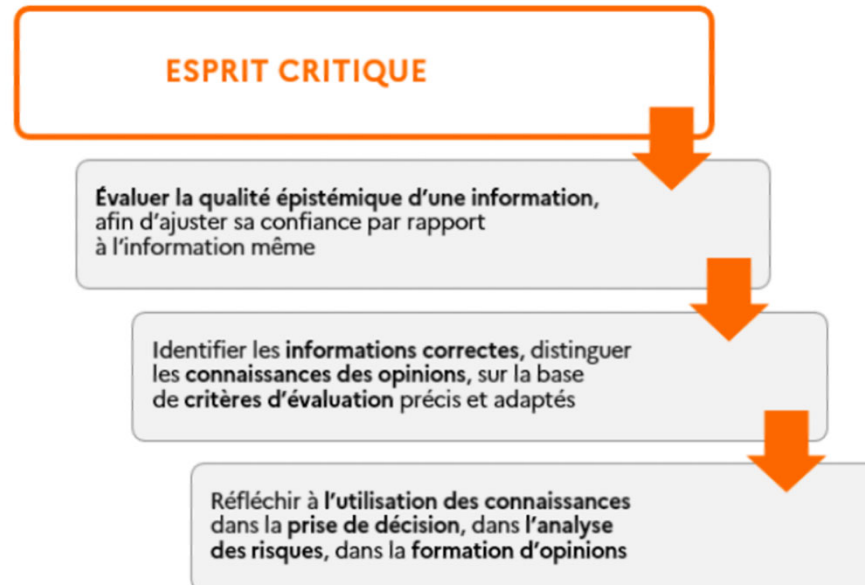 ESPRIT CRITIQUE
Évaluer la qualité épistémique d’une information,
afin d’ajuster sa confiance par rapport
à l’information même
Identifier les informations correctes, distinguer
les connaissances des opinions, sur la base
de critères d’évaluation précis et adaptés
Réfléchir à l’utilisation des connaissances
dans la prise de décision, dans l’analyse
des risques, dans la formation d’opinions